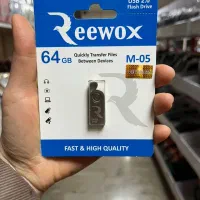 USB 2.0
Flash Drive
Reewox
64 GB
Quickly Transfer Files
Between Devices
M-05
FAST & HIGH QUALITY